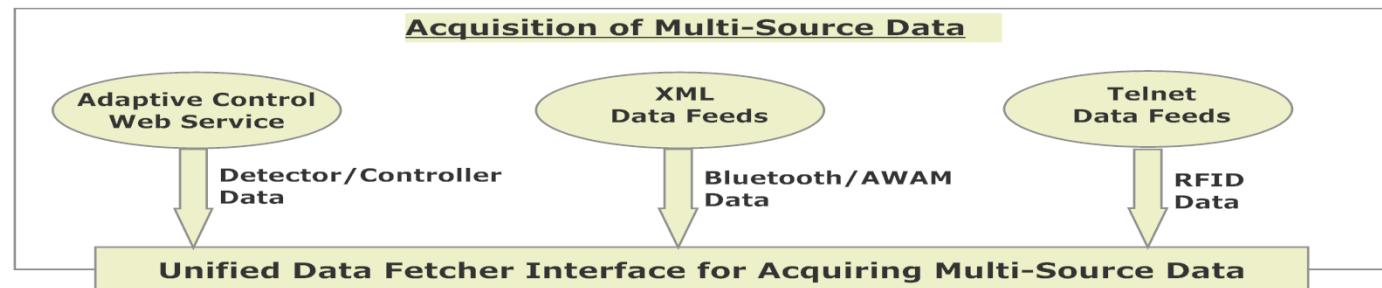 Acquisition of Multi-Source Data
Adaptive Control
Web Service
XML
Data Feeds
Telnet
Data Feeds
Detector/Controller
Data
Bluetooth/AWAM
Data
RFID
Data
Unified Data Fetcher Interface for Acquiring Multi-Source Data